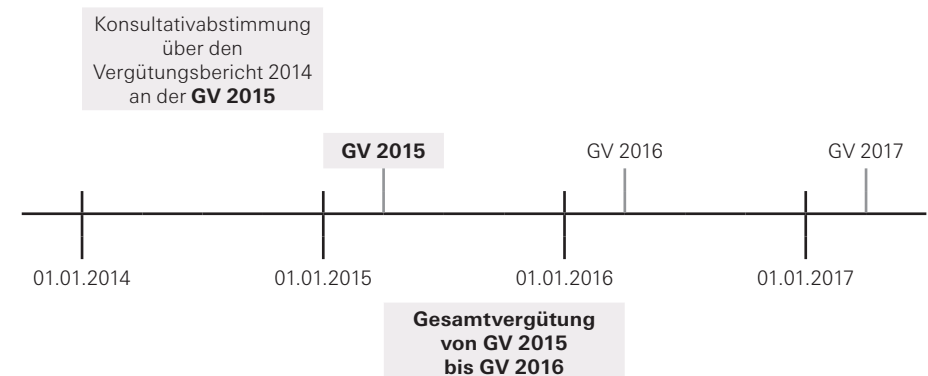 Konsultativabstimmung
über den
Vergütungsbericht 2014
an der GV 2015
GV 2015
GV 2016
GV 2017
01.01.2014
01.01.2015
01.01.2016
01.01.2017
Gesamtvergütung
von GV 2015
bis GV 2016